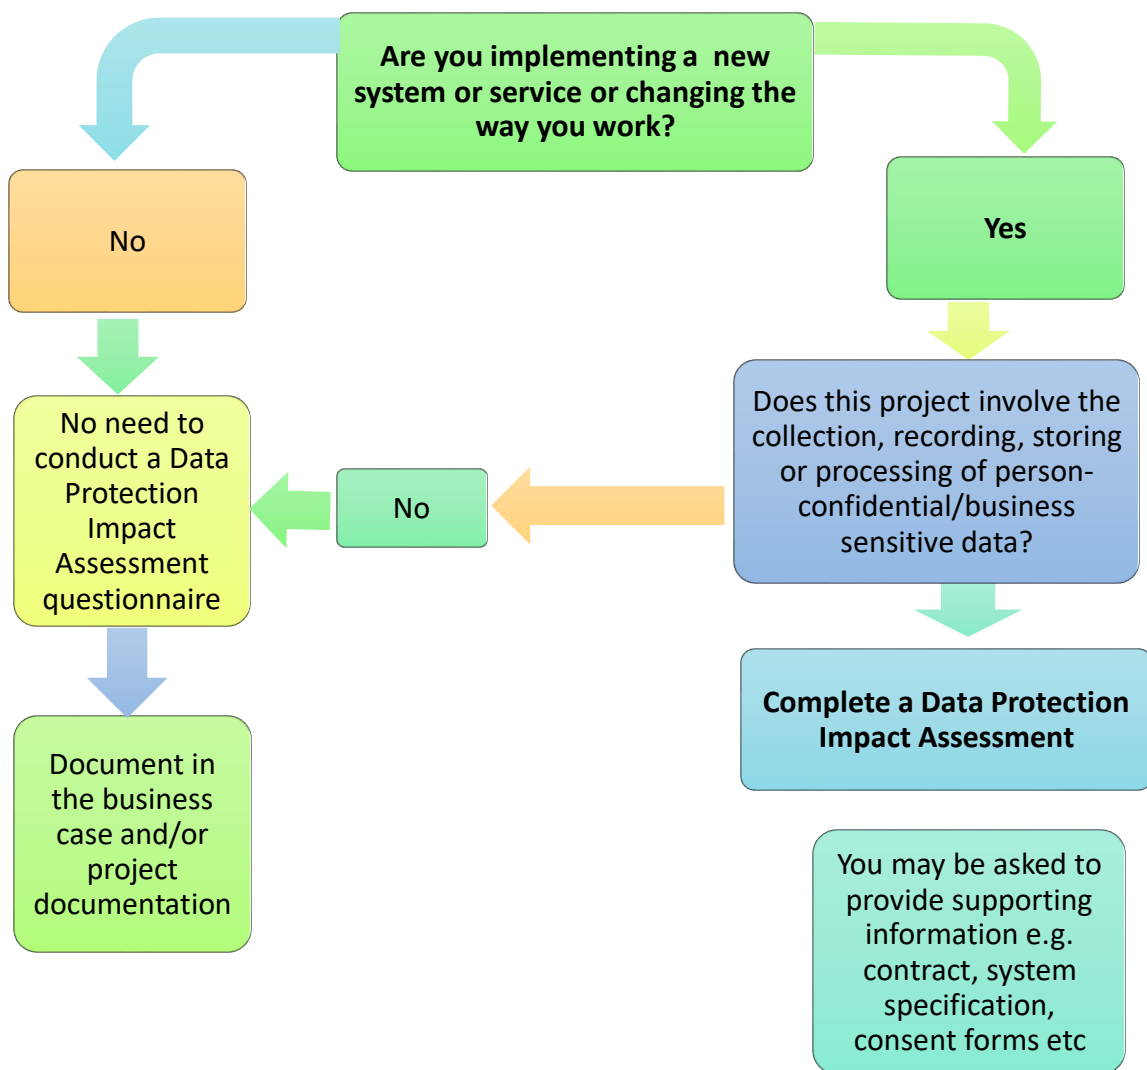 Are you implementing a  new
system or service or changing the
way you work?
No
Yes
No need to
conduct a Data
Protection
Impact
Assessment
questionnaire
No
Does this project involve the
collection, recording, storing
or processing of person-
confidential/business
sensitive data?
Complete a Data Protection
Impact Assessment
Document in
the business
case and/or
project
documentation
You may be asked to
provide supporting
information e.g.
contract, system
specification,
consent forms etc